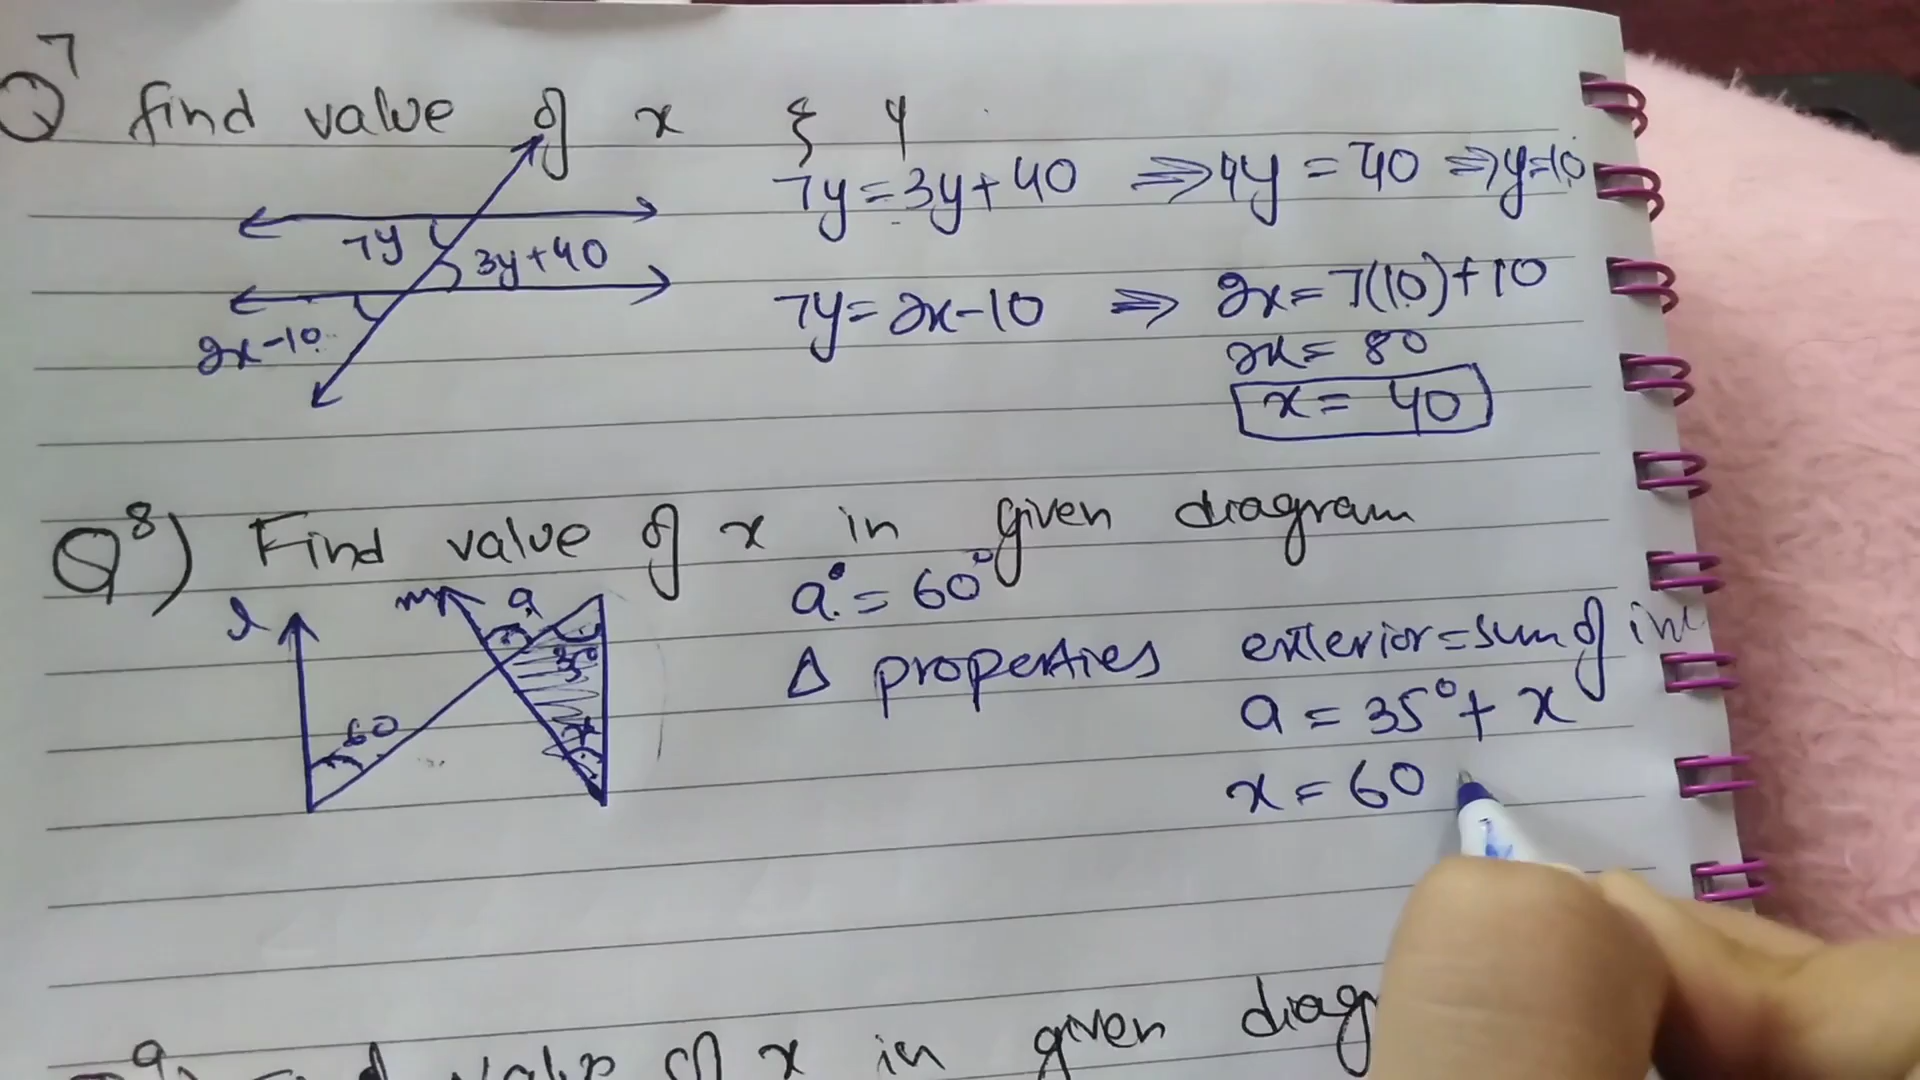 Q7 find value of x & y
7y = 3y + 40 ⇒ 4y = 40 ⇒ y = 10
7y
3y + 40
7y = 2x - 10 ⇒ 2x = 7(10) + 10
2x - 10
2x = 80
x = 40
Q8) Find value of x in given diagram
l
m
a
35°
60
x
a° = 60°
Δ properties exterior = sum of int
a = 35° + x
x = 60
9
value of x in given diag